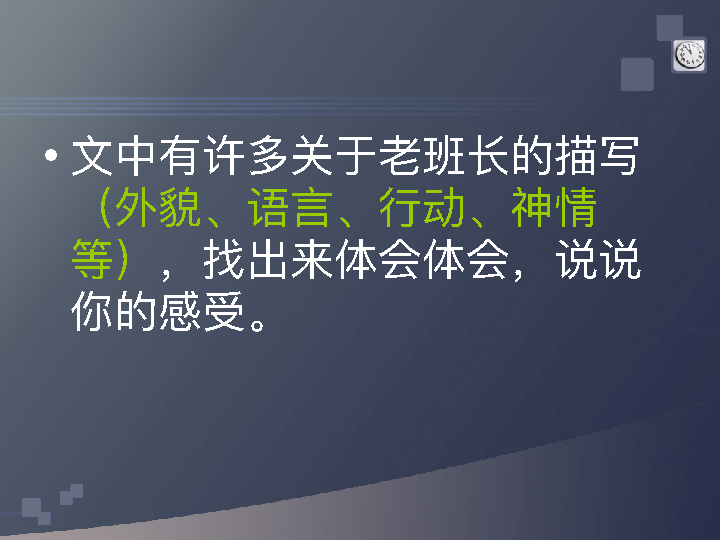 •文中有许多关于老班长的描写
（外貌、语言、行动、神情
等），找出来体会体会，说说
你的感受。